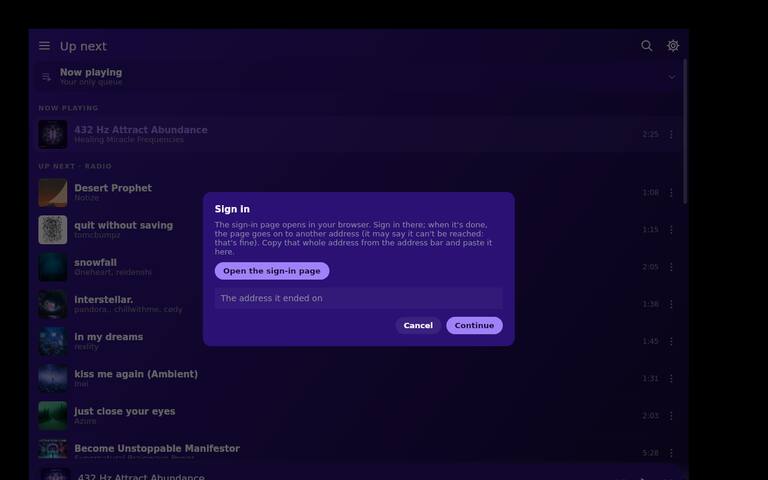 Up next
Now playing
Your only queue
NOW PLAYING
432 Hz Attract Abundance
Healing Miracle Frequencies
2:25
UP NEXT · RADIO
Desert Prophet
Notize
1:08
quit without saving
tomcbumpz
1:15
snowfall
Øneheart, reidenshi
2:05
interstellar.
pandora., chillwithme, cødy
1:38
in my dreams
rexlity
1:45
kiss me again (Ambient)
Inei
1:31
just close your eyes
Azure
2:03
Become Unstoppable Manifestor
5:28
432 Hz Attract Abundance
Sign in
The sign-in page opens in your browser. Sign in there; when it's done,
the page goes on to another address (it may say it can't be reached:
that's fine). Copy that whole address from the address bar and paste it
here.
Open the sign-in page
The address it ended on
Cancel
Continue